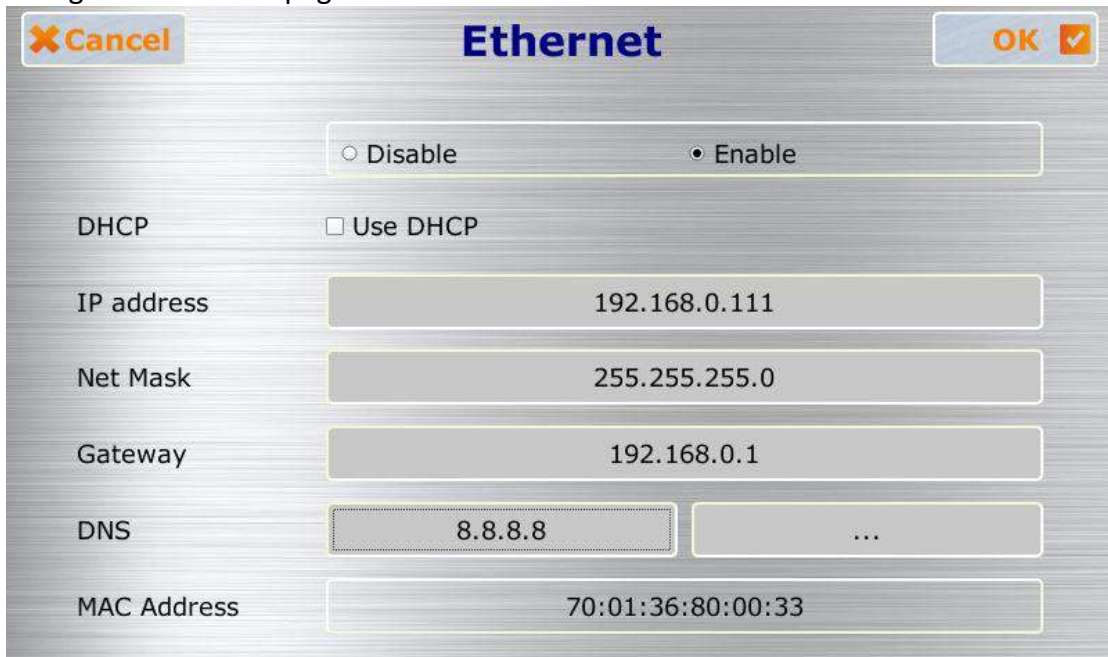 Cancel Ethernet OK
Disable Enable
DHCP Use DHCP
IP address 192.168.0.111
Net Mask 255.255.255.0
Gateway 192.168.0.1
DNS 8.8.8.8 ...
MAC Address 70:01:36:80:00:33